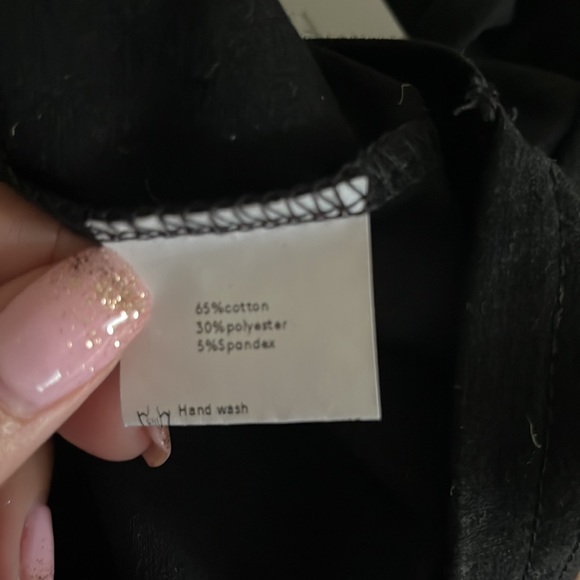 65%cotton
30%polyester
5%Spandex
Hand wash